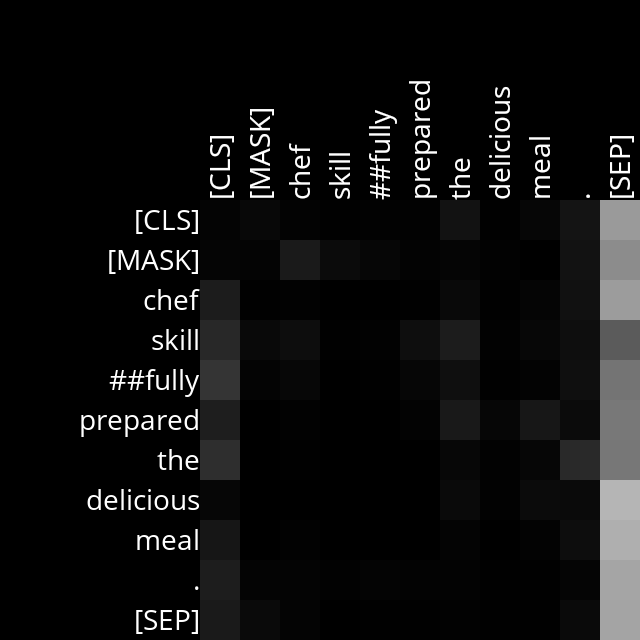 [CLS] [MASK] chef skill ##fully prepared the delicious meal . [SEP]
[CLS]
[MASK]
chef
skill
##fully
prepared
the
delicious
meal
.
[SEP]